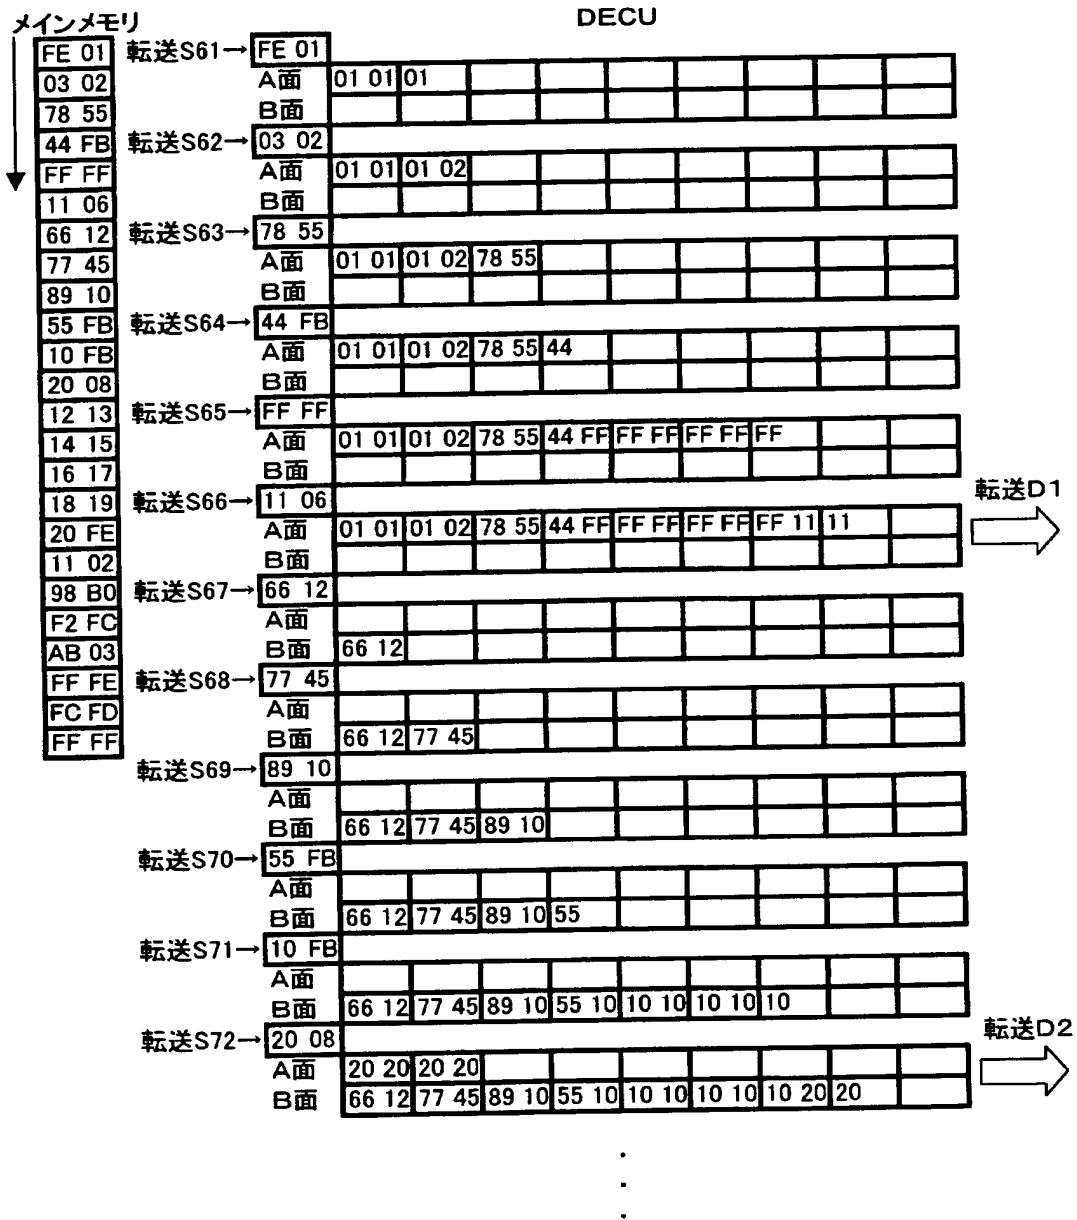 DECU
メインメモリ
FE 01
03 02
78 55
44 FB
FF FF
11 06
66 12
77 45
89 10
55 FB
10 FB
20 08
12 13
14 15
16 17
18 19
20 FE
11 02
98 B0
F2 FC
AB 03
FF FE
FC FD
FF FF
転送S61→ FE 01
A面 01 01 01
B面
転送S62→ 03 02
A面 01 01 01 02
B面
転送S63→ 78 55
A面 01 01 01 02 78 55
B面
転送S64→ 44 FB
A面 01 01 01 02 78 55 44
B面
転送S65→ FF FF
A面 01 01 01 02 78 55 44 FF FF FF FF FF FF
B面
転送S66→ 11 06
A面 01 01 01 02 78 55 44 FF FF FF FF FF FF 11 11
B面
転送D1
転送S67→ 66 12
A面
B面 66 12
転送S68→ 77 45
A面
B面 66 12 77 45
転送S69→ 89 10
A面
B面 66 12 77 45 89 10
転送S70→ 55 FB
A面
B面 66 12 77 45 89 10 55
転送S71→ 10 FB
A面
B面 66 12 77 45 89 10 55 10 10 10 10 10 10
転送S72→ 20 08
A面 20 20 20 20
B面 66 12 77 45 89 10 55 10 10 10 10 10 10 20 20
転送D2